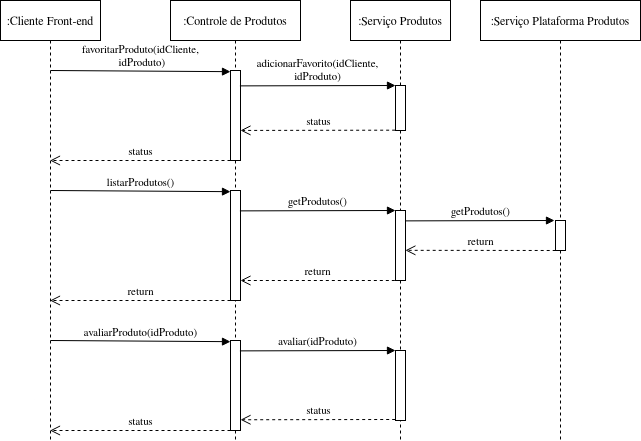 :Cliente Front-end
:Controle de Produtos
:Serviço Produtos
:Serviço Plataforma Produtos
favoritarProduto(idCliente,
idProduto)
adicionarFavorito(idCliente,
idProduto)
status
status
listarProdutos()
getProdutos()
getProdutos()
return
return
return
avaliarProduto(idProduto)
avaliar(idProduto)
status
status